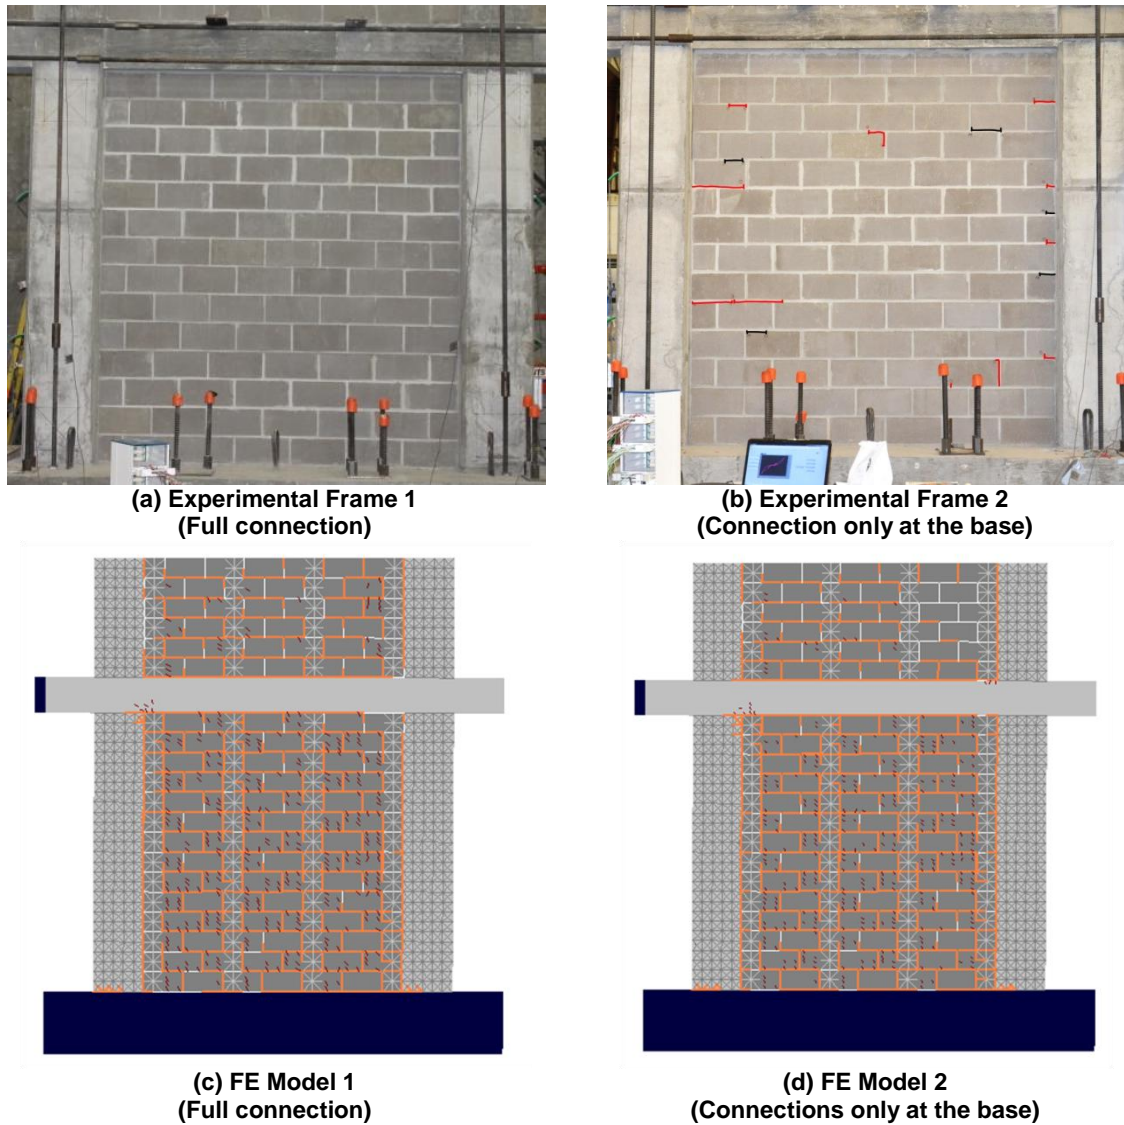 (a) Experimental Frame 1
(Full connection)
(b) Experimental Frame 2
(Connection only at the base)
(c) FE Model 1
(Full connection)
(d) FE Model 2
(Connections only at the base)